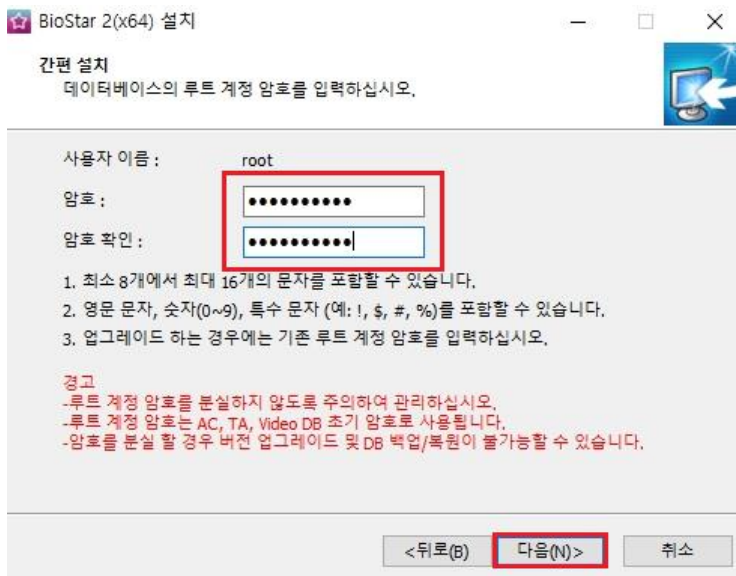 BioStar 2(x64) 설치
간편 설치
데이터베이스의 루트 계정 암호를 입력하십시오.
사용자 이름 : root
암호 : ●●●●●●●●●●
암호 확인 : ●●●●●●●●●●
1. 최소 8개에서 최대 16개의 문자를 포함할 수 있습니다.
2. 영문 문자, 숫자(0~9), 특수 문자 (예: !, $, #, %)를 포함할 수 있습니다.
3. 업그레이드 하는 경우에는 기존 루트 계정 암호를 입력하십시오.
경고
-루트 계정 암호를 분실하지 않도록 주의하여 관리하십시오.
-루트 계정 암호는 AC, TA, Video DB 초기 암호로 사용됩니다.
-암호를 분실 할 경우 버전 업그레이드 및 DB 백업/복원이 불가능할 수 있습니다.
<뒤로(B) 다음(N)> 취소